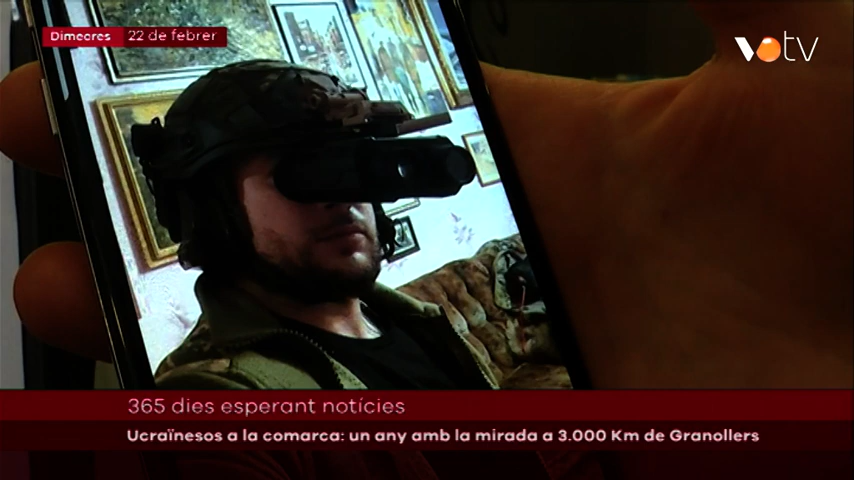 Dimecres 22 de febrer
VOtv
365 dies esperant notícies
Ucraïnesos a la comarca: un any amb la mirada a 3.000 Km de Granollers